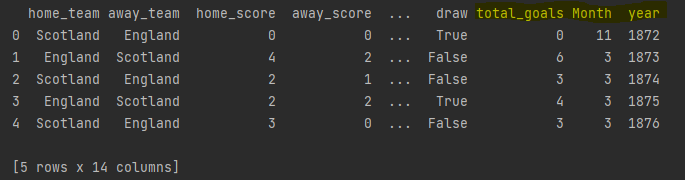 home_team away_team home_score away_score ... draw total_goals Month year
0 Scotland England 0 0 ... True 0 11 1872
1 England Scotland 4 2 ... False 6 3 1873
2 Scotland England 2 1 ... False 3 3 1874
3 England Scotland 2 2 ... True 4 3 1875
4 Scotland England 3 0 ... False 3 3 1876
[5 rows x 14 columns]